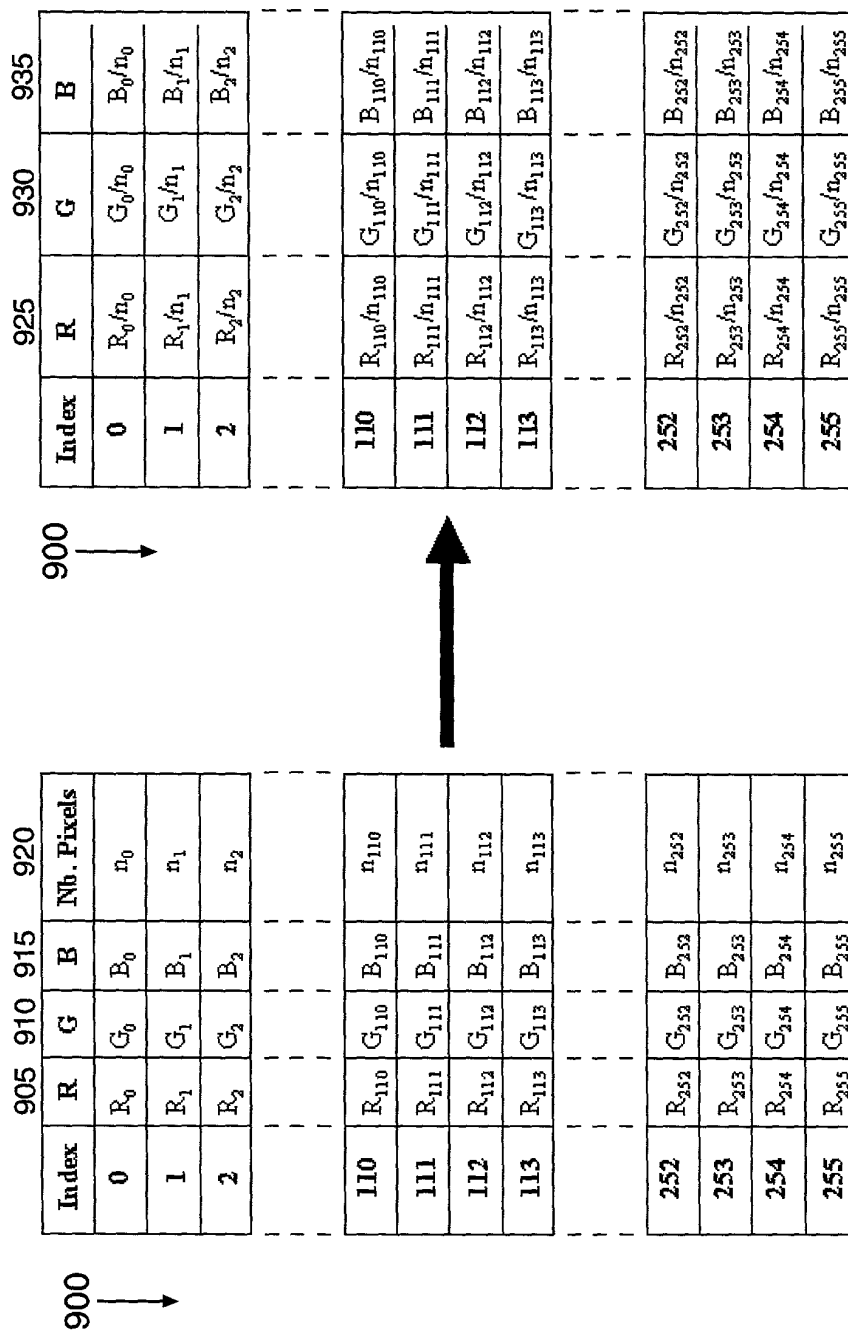 900
905 910 915 920
Index R G B Nb. Pixels
0 R₀ G₀ B₀ n₀
1 R₁ G₁ B₁ n₁
2 R₂ G₂ B₂ n₂
110 R₁₁₀ G₁₁₀ B₁₁₀ n₁₁₀
111 R₁₁₁ G₁₁₁ B₁₁₁ n₁₁₁
112 R₁₁₂ G₁₁₂ B₁₁₂ n₁₁₂
113 R₁₁₃ G₁₁₃ B₁₁₃ n₁₁₃
252 R₂₅₂ G₂₅₂ B₂₅₂ n₂₅₂
253 R₂₅₃ G₂₅₃ B₂₅₃ n₂₅₃
254 R₂₅₄ G₂₅₄ B₂₅₄ n₂₅₄
255 R₂₅₅ G₂₅₅ B₂₅₅ n₂₅₅
900
925 930 935
Index R G B
0 R₀/n₀ G₀/n₀ B₀/n₀
1 R₁/n₁ G₁/n₁ B₁/n₁
2 R₂/n₂ G₂/n₂ B₂/n₂
110 R₁₁₀/n₁₁₀ G₁₁₀/n₁₁₀ B₁₁₀/n₁₁₀
111 R₁₁₁/n₁₁₁ G₁₁₁/n₁₁₁ B₁₁₁/n₁₁₁
112 R₁₁₂/n₁₁₂ G₁₁₂/n₁₁₂ B₁₁₂/n₁₁₂
113 R₁₁₃/n₁₁₃ G₁₁₃/n₁₁₃ B₁₁₃/n₁₁₃
252 R₂₅₂/n₂₅₂ G₂₅₂/n₂₅₂ B₂₅₂/n₂₅₂
253 R₂₅₃/n₂₅₃ G₂₅₃/n₂₅₃ B₂₅₃/n₂₅₃
254 R₂₅₄/n₂₅₄ G₂₅₄/n₂₅₄ B₂₅₄/n₂₅₄
255 R₂₅₅/n₂₅₅ G₂₅₅/n₂₅₅ B₂₅₅/n₂₅₅